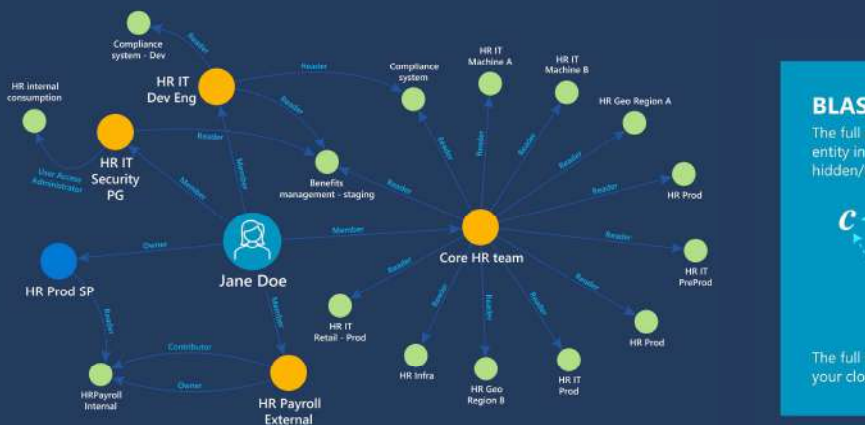 Compliance
system - Dev
Reader
HR internal
consumption
HR IT
Dev Eng
Reader
Compliance
system
HR IT
Machine A
HR IT
Machine B
HR Geo Region A
Reader
Reader
Reader
Reader
Reader
HR IT
Security
PG
Reader
User Access
Administrator
Member
Member
Benefits
management - staging
Reader
Reader
HR Prod
Owner
Jane Doe
Member
Core HR team
Reader
HR IT
PreProd
HR Prod SP
Reader
Member
Reader
HR IT
Retail - Prod
Reader
Reader
Reader
Reader
HR Prod
Contributor
Owner
HRPayroll
Internal
HR Payroll
External
HR Infra
HR Geo
Region B
HR IT
Prod
BLAS
The full
entity in
hidden/
c
The full
your clo